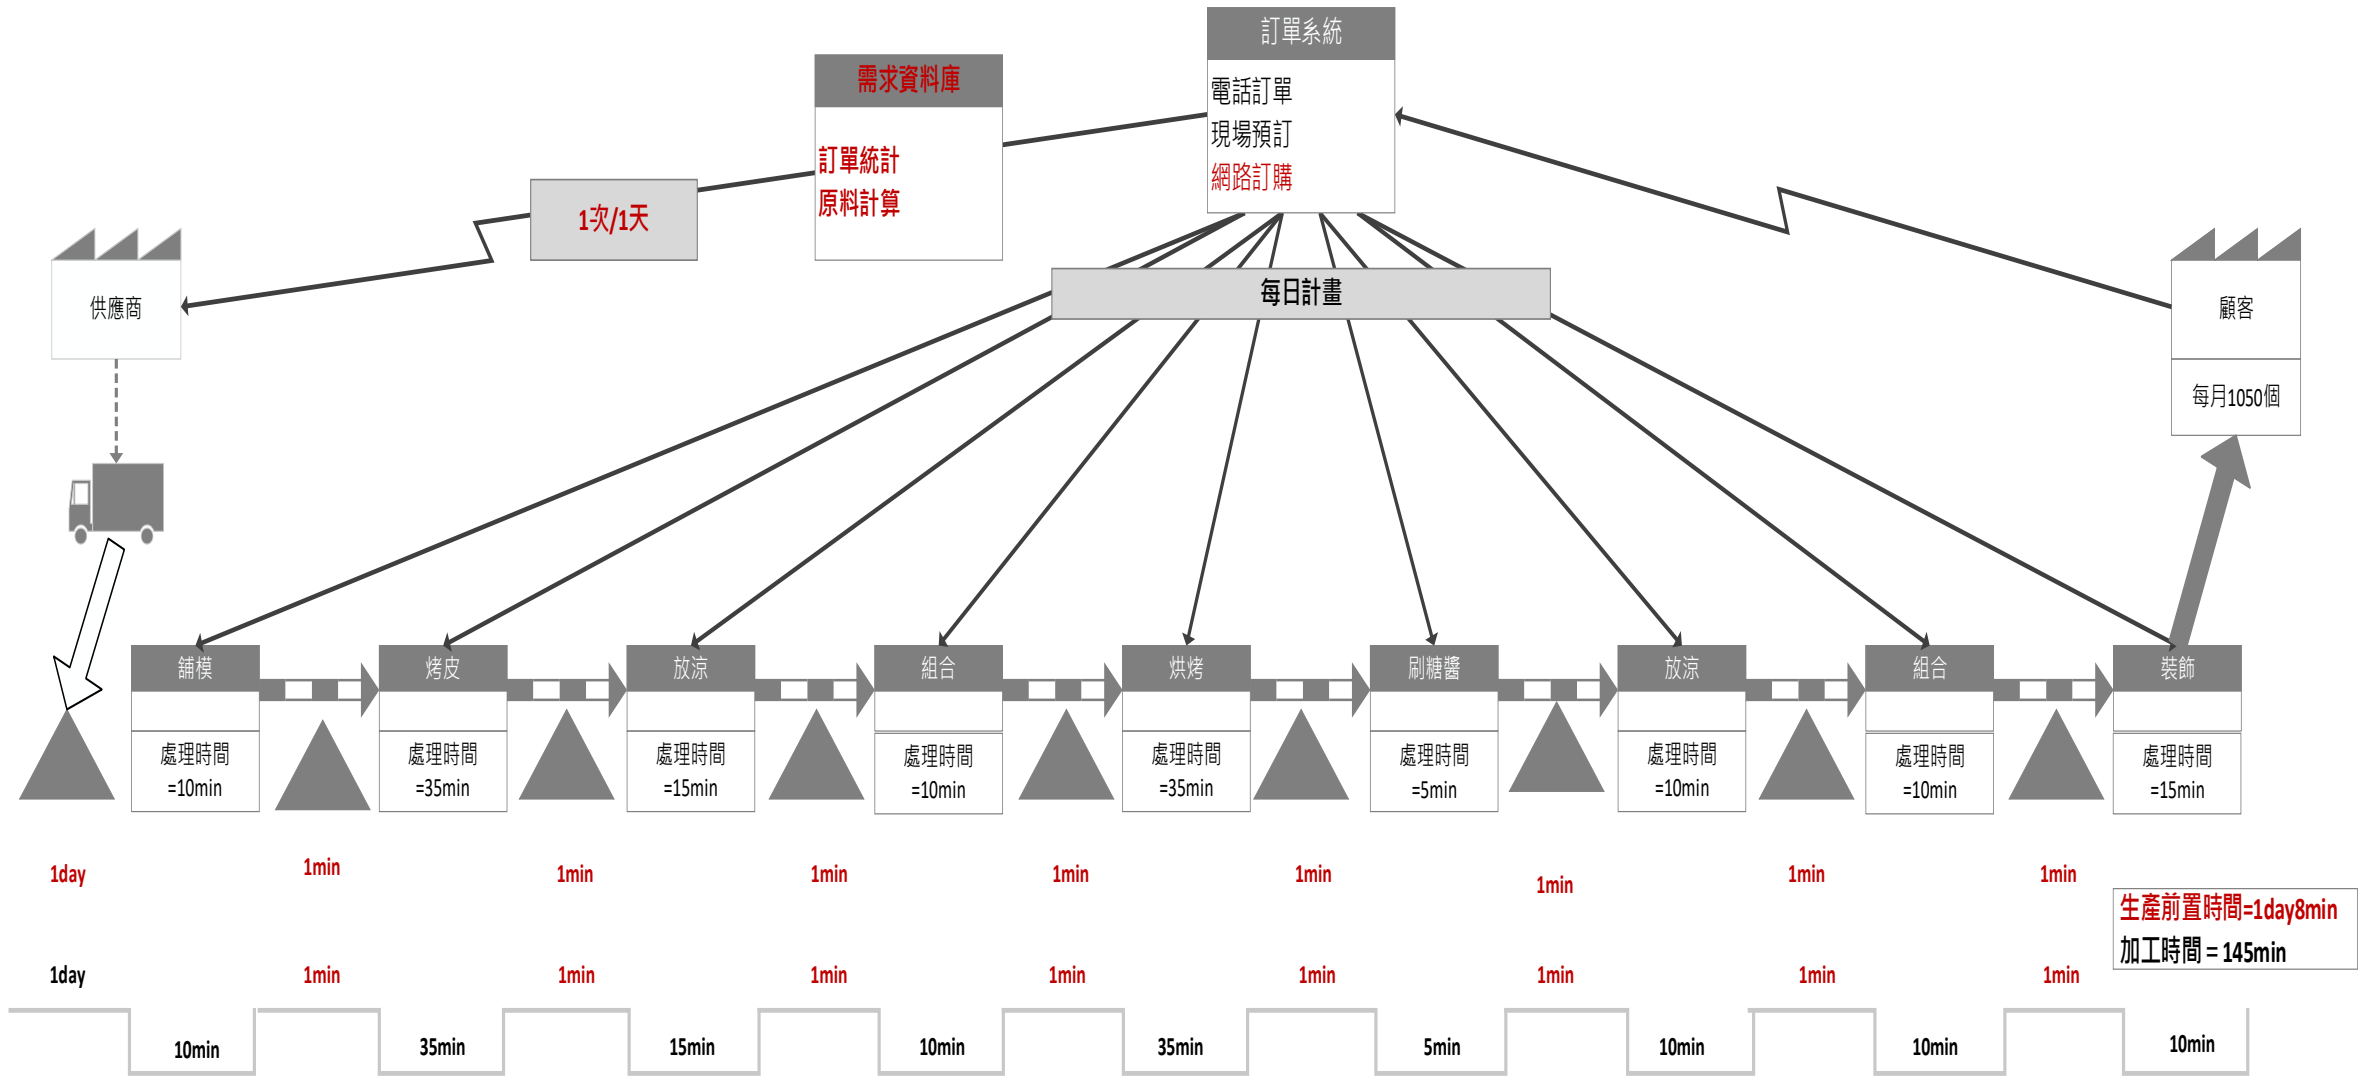 訂單系統
電話訂單
現場預訂
網路訂購
需求資料庫
訂單統計
原料計算
1次/1天
供應商
每日計畫
顧客
每月1050個
舖模
處理時間
=10min
烤皮
處理時間
=35min
放涼
處理時間
=15min
組合
處理時間
=10min
烘烤
處理時間
=35min
刷糖醬
處理時間
=5min
放涼
處理時間
=10min
組合
處理時間
=10min
裝飾
處理時間
=15min
1day
1min
1min
1min
1min
1min
1min
1min
1min
生產前置時間=1day8min
加工時間 = 145min
1day
1min
1min
1min
1min
1min
1min
1min
1min
10min
35min
15min
10min
35min
5min
10min
10min
10min